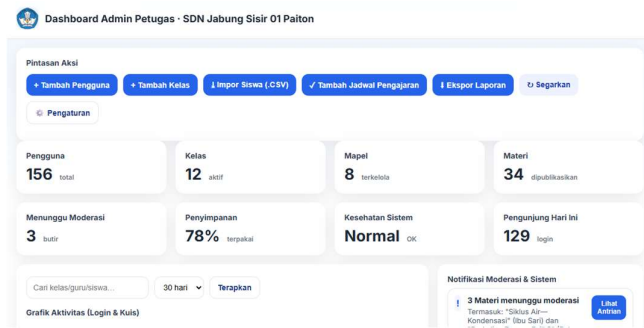 Dashboard Admin Petugas · SDN Jabung Sisir 01 Paiton
Pintasan Aksi
+ Tambah Pengguna
+ Tambah Kelas
⭳ Impor Siswa (.CSV)
✓ Tambah Jadwal Pengajaran
⬇ Ekspor Laporan
↻ Segarkan
⚙ Pengaturan
Pengguna
156 total
Kelas
12 aktif
Mapel
8 terkelola
Materi
34 dipublikasikan
Menunggu Moderasi
3 butir
Penyimpanan
78% terpakai
Kesehatan Sistem
Normal OK
Pengunjung Hari Ini
129 login
Cari kelas/guru/siswa...
30 hari
Terapkan
Grafik Aktivitas (Login & Kuis)
Notifikasi Moderasi & Sistem
! 3 Materi menunggu moderasi
Termasuk: "Siklus Air—
Kondensasi" (Ibu Sari) dan
Lihat
Antrian